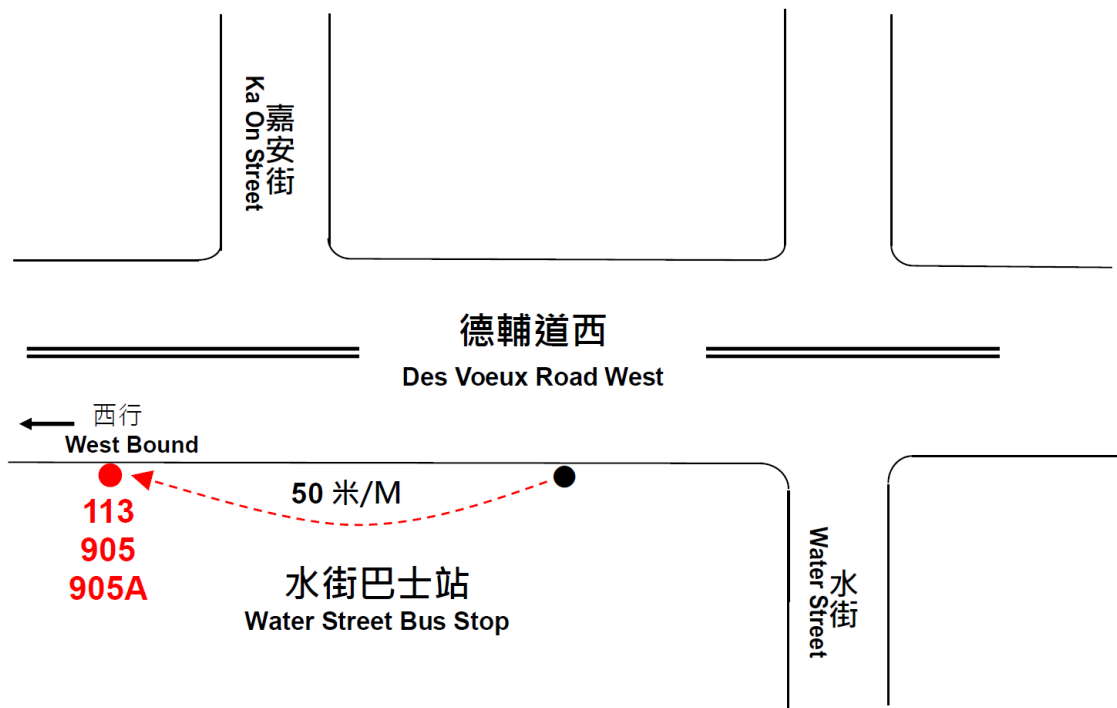 嘉安街
Ka On Street
德輔道西
Des Voeux Road West
西行
West Bound
50 米/M
113
905
905A
水街巴士站
Water Street Bus Stop
水街
Water Street